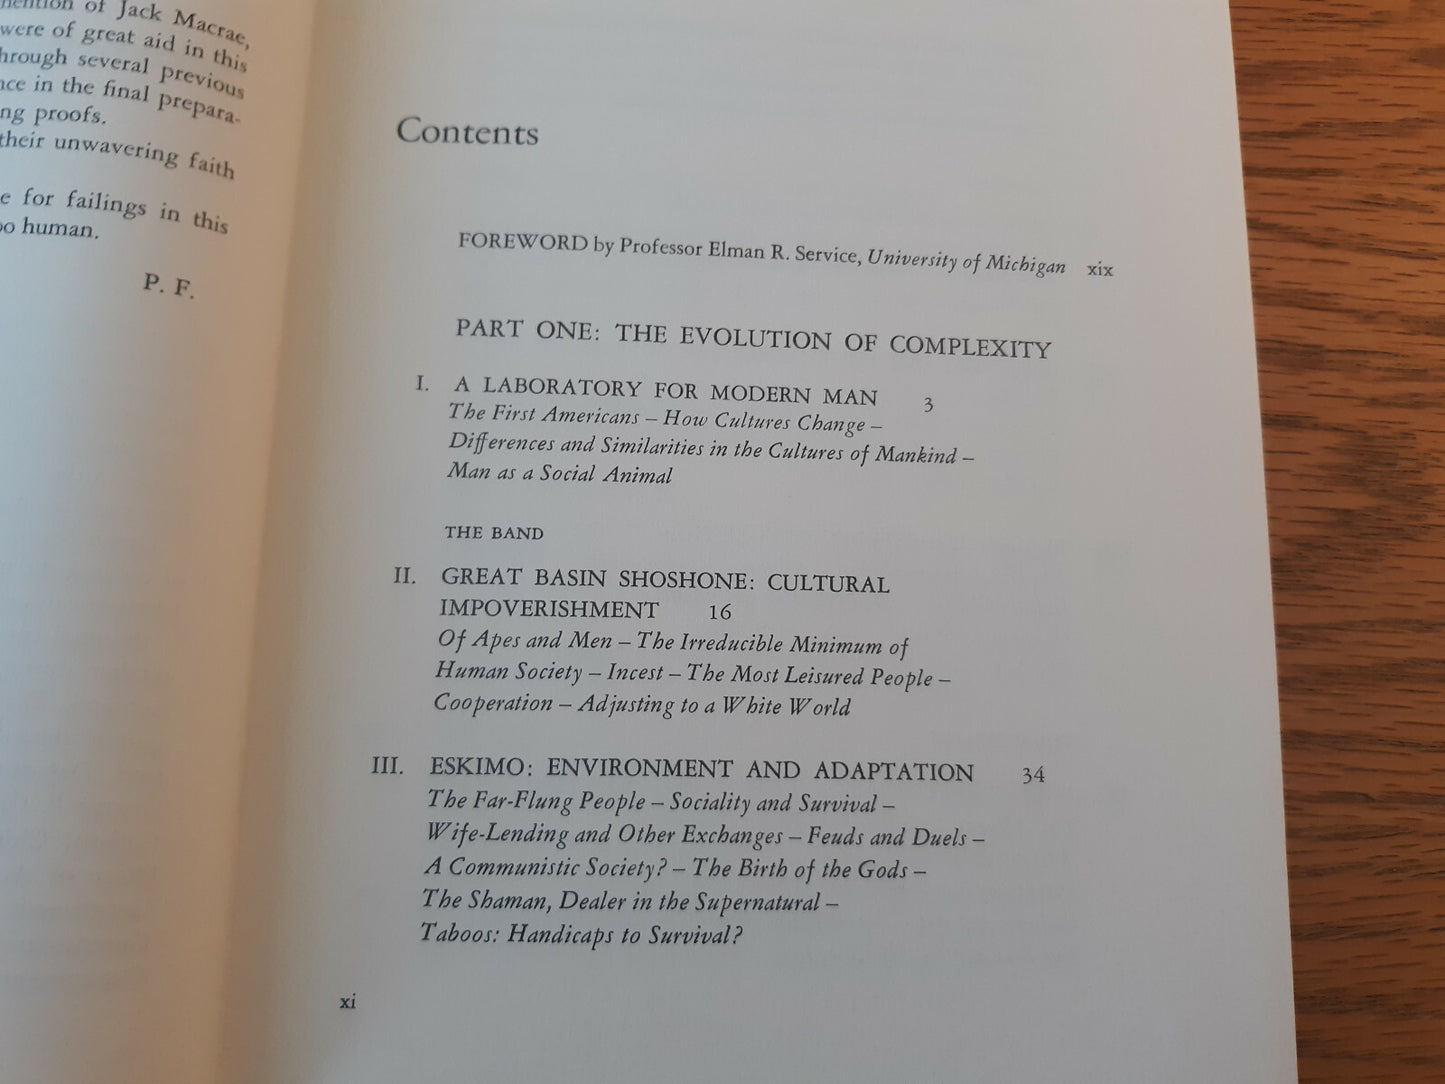 mention of Jack Macrae,
were of great aid in this
hrough several previous
nce in the final prepara-
ng proofs.
their unwavering faith
e for failings in this
oo human.
P. F.
Contents
FOREWORD by Professor Elman R. Service, University of Michigan xix
PART ONE: THE EVOLUTION OF COMPLEXITY
I. A LABORATORY FOR MODERN MAN 3
The First Americans – How Cultures Change –
Differences and Similarities in the Cultures of Mankind –
Man as a Social Animal
THE BAND
II. GREAT BASIN SHOSHONE: CULTURAL
IMPOVERISHMENT 16
Of Apes and Men – The Irreducible Minimum of
Human Society – Incest – The Most Leisured People –
Cooperation – Adjusting to a White World
III. ESKIMO: ENVIRONMENT AND ADAPTATION 34
The Far-Flung People – Sociality and Survival –
Wife-Lending and Other Exchanges – Feuds and Duels –
A Communistic Society? – The Birth of the Gods –
The Shaman, Dealer in the Supernatural –
Taboos: Handicaps to Survival?
xi